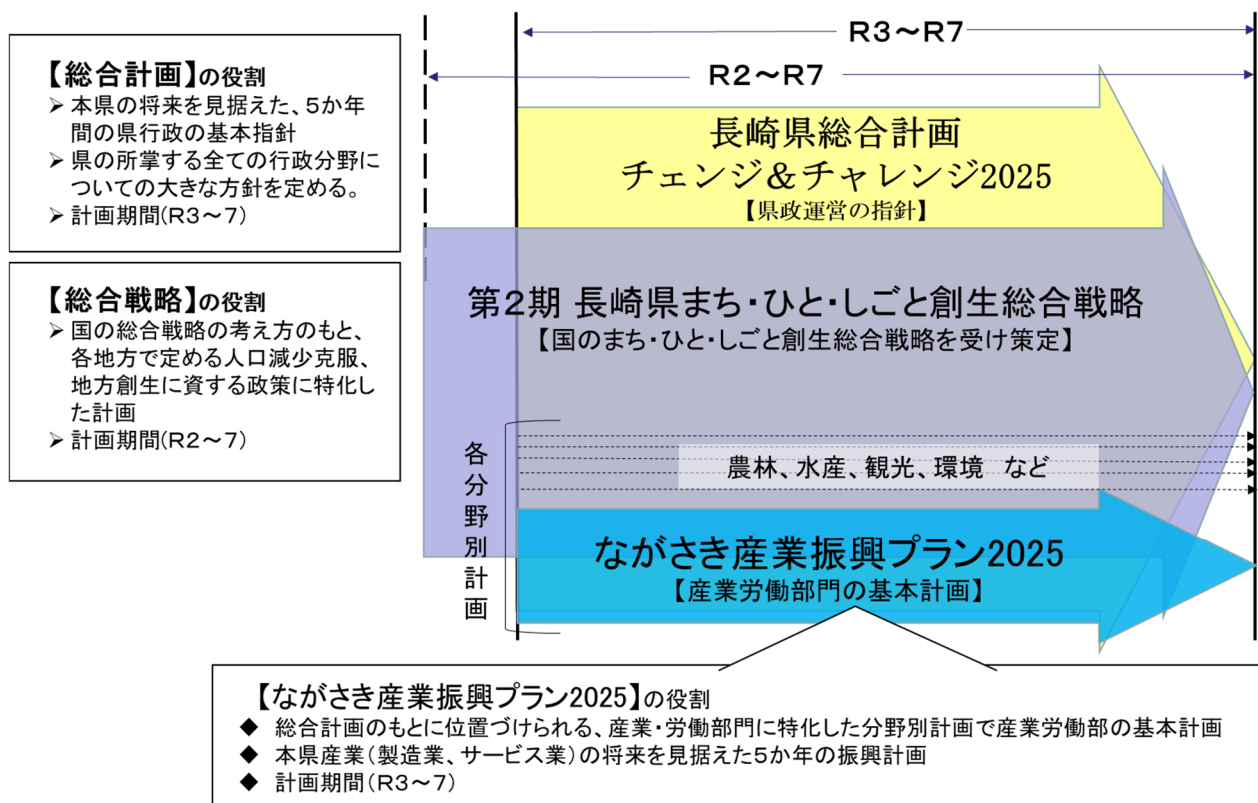 R3～R7
R2～R7
【総合計画】の役割
➢ 本県の将来を見据えた、５か年
間の県行政の基本指針
➢ 県の所掌する全ての行政分野に
ついての大きな方針を定める。
➢ 計画期間(R3～7)
【総合戦略】の役割
➢ 国の総合戦略の考え方のもと、
各地方で定める人口減少克服、
地方創生に資する政策に特化し
た計画
➢ 計画期間(R2～7)
長崎県総合計画
チェンジ＆チャレンジ2025
【県政運営の指針】
第２期 長崎県まち・ひと・しごと創生総合戦略
【国のまち・ひと・しごと創生総合戦略を受け策定】
各分野別計画
農林、水産、観光、環境 など
ながさき産業振興プラン2025
【産業労働部門の基本計画】
【ながさき産業振興プラン2025】の役割
◆ 総合計画のもとに位置づけられる、産業・労働部門に特化した分野別計画で産業労働部の基本計画
◆ 本県産業（製造業、サービス業）の将来を見据えた５か年の振興計画
◆ 計画期間（R3～7）